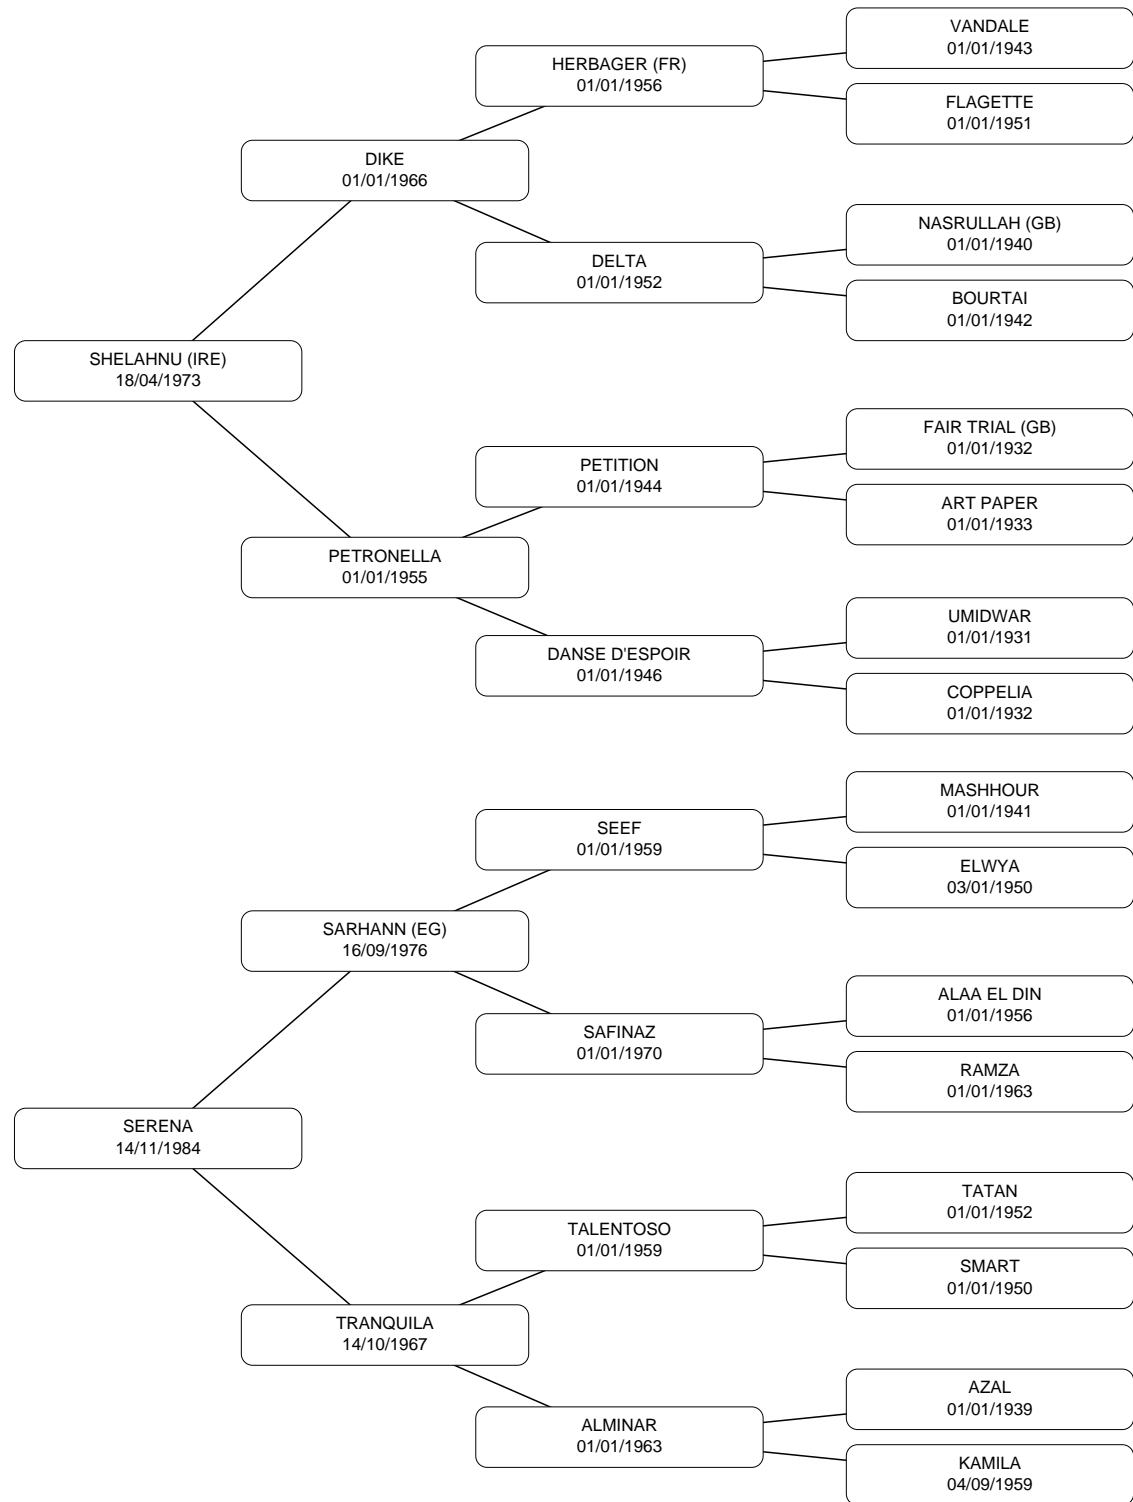 VANDALE
01/01/1943
HERBAGER (FR)
01/01/1956
FLAGETTE
01/01/1951
DIKE
01/01/1966
NASRULLAH (GB)
01/01/1940
DELTA
01/01/1952
BOURTAI
01/01/1942
SHELAHNU (IRE)
18/04/1973
FAIR TRIAL (GB)
01/01/1932
PETITION
01/01/1944
ART PAPER
01/01/1933
PETRONELLA
01/01/1955
UMIDWAR
01/01/1931
DANSE D'ESPOIR
01/01/1946
COPPELIA
01/01/1932
MASHHOUR
01/01/1941
SEEF
01/01/1959
ELWYA
03/01/1950
SARHANN (EG)
16/09/1976
ALAA EL DIN
01/01/1956
SAFINAZ
01/01/1970
RAMZA
01/01/1963
SERENA
14/11/1984
TATAN
01/01/1952
TALENTOSO
01/01/1959
SMART
01/01/1950
TRANQUILA
14/10/1967
AZAL
01/01/1939
ALMINAR
01/01/1963
KAMILA
04/09/1959